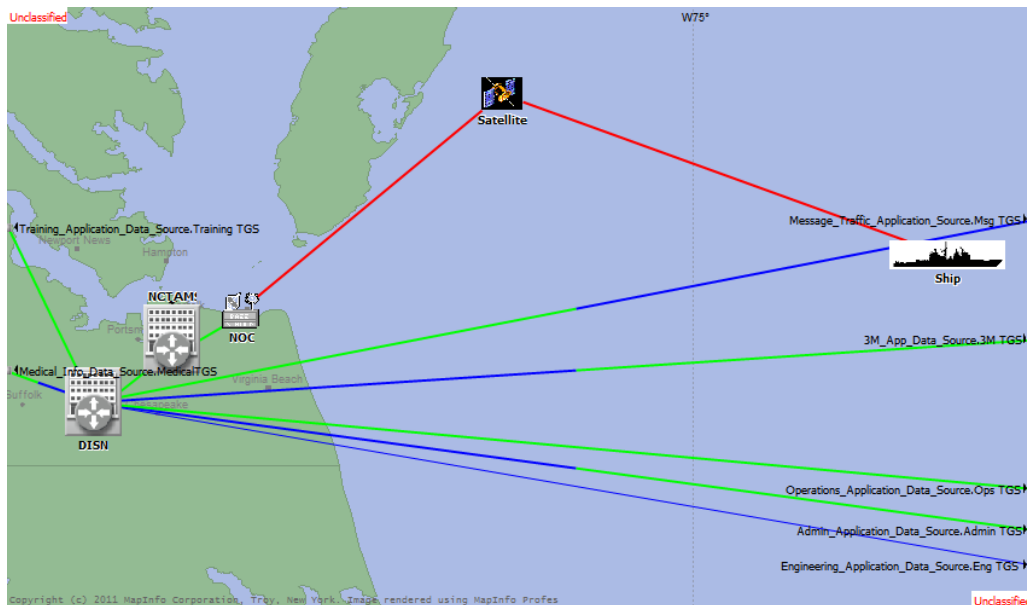 Unclassified
W75°
Satellite
Message_Traffic_Application_Source.Msg TGS
Training_Application_Data_Source.Training TGS
Newport News
Hampton
Ship
NCTAMS
NOC
3M_App_Data_Source.3M TGS
Medical_Info_Data_Source.MedicalTGS
Virginia Beach
Suffolk
DISN
Operations_Application_Data_Source.Ops TGS
Admin_Application_Data_Source.Admin TGS
Engineering_Application_Data_Source.Eng TGS
Copyright (c) 2011 MapInfo Corporation, Troy, New York. Image rendered using MapInfo Profes
Unclassified